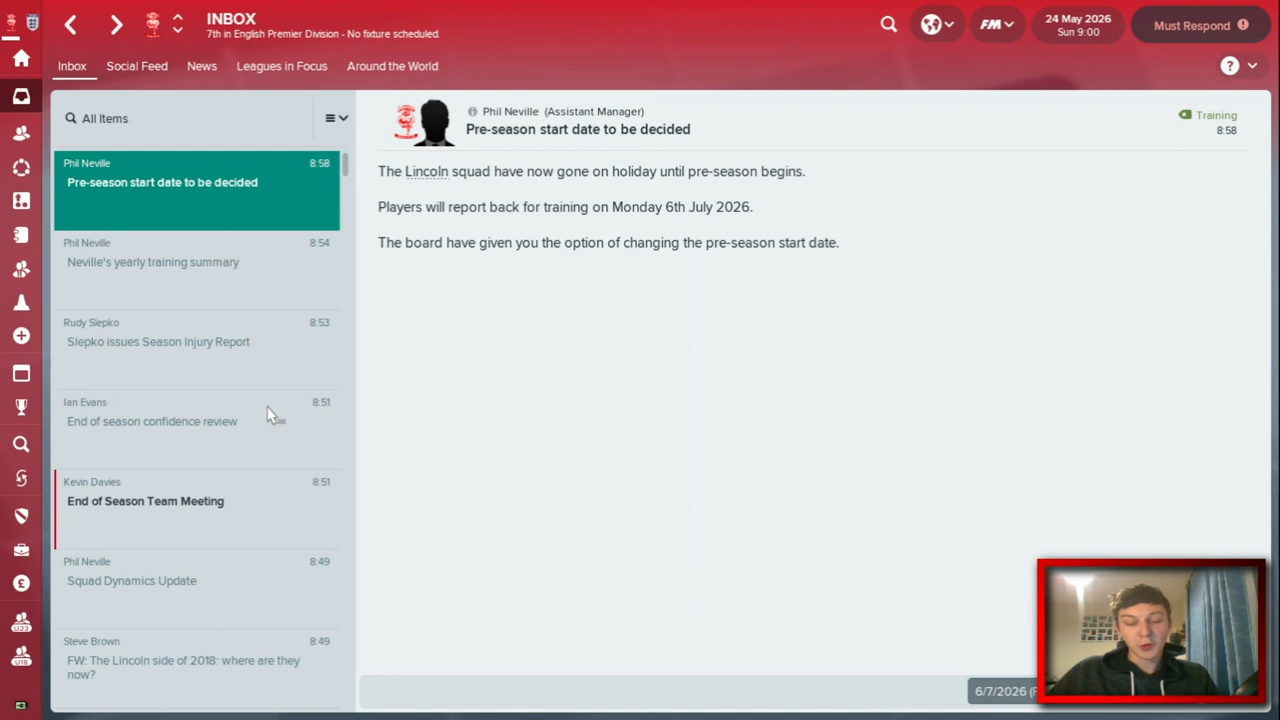 INBOX
7th in English Premier Division - No fixture scheduled.
FM
24 May 2026
Sun 9:00
Must Respond
Inbox
Social Feed
News
Leagues in Focus
Around the World
?
All Items
Phil Neville
8:58
Pre-season start date to be decided
Phil Neville
8:54
Neville's yearly training summary
Rudy Slepko
8:53
Slepko issues Season Injury Report
Ian Evans
8:51
End of season confidence review
Kevin Davies
8:51
End of Season Team Meeting
Phil Neville
8:49
Squad Dynamics Update
Steve Brown
8:49
FW: The Lincoln side of 2018: where are they
now?
Phil Neville (Assistant Manager)
Pre-season start date to be decided
Training
8:58
The Lincoln squad have now gone on holiday until pre-season begins.
Players will report back for training on Monday 6th July 2026.
The board have given you the option of changing the pre-season start date.
6/7/2026
U23
U18